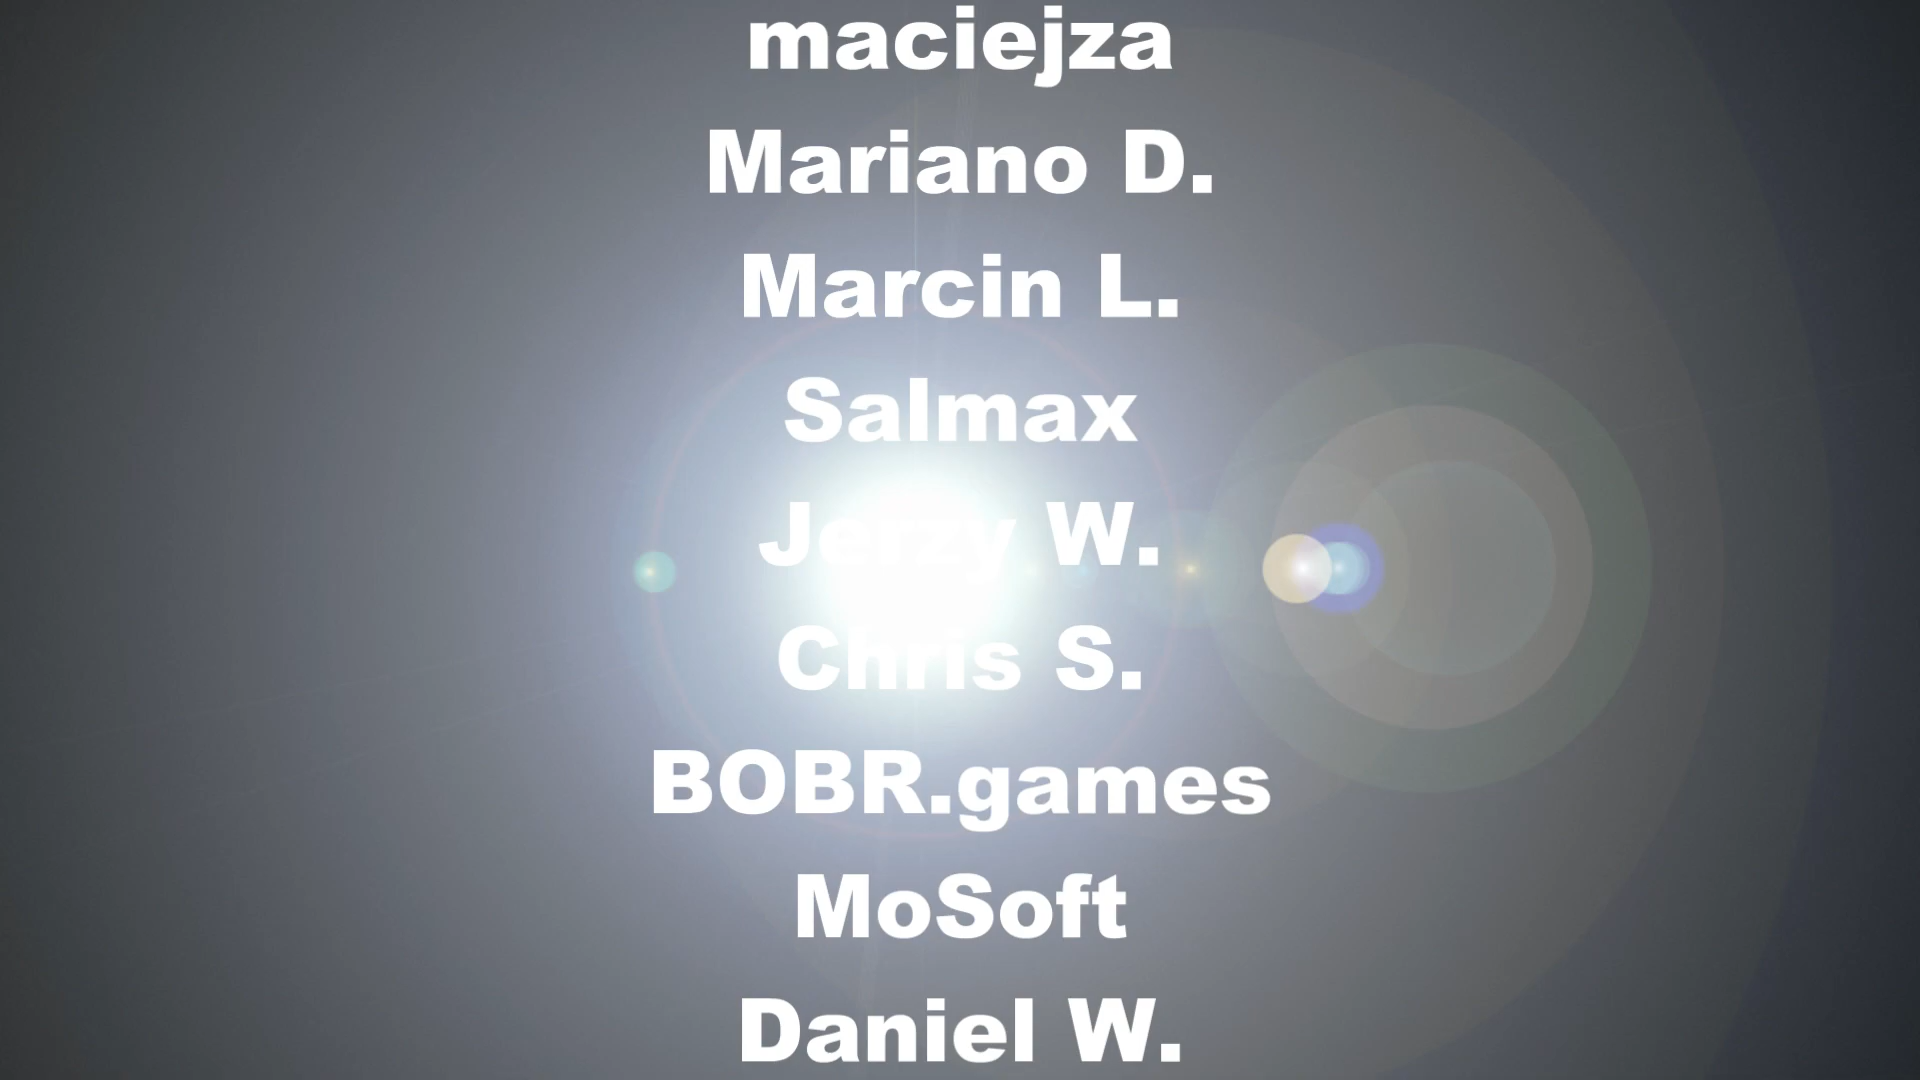 maciejza
Mariano D.
Marcin L.
Salmax
Jerzy W.
Chris S.
BOBR.games
MoSoft
Daniel W.